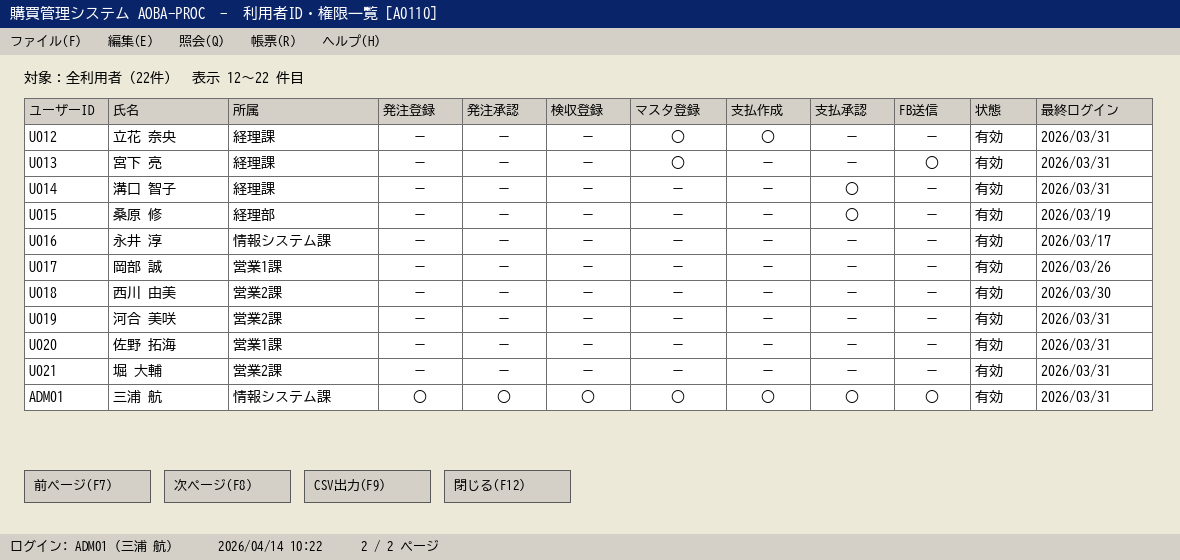 購買管理システム AOBA-PROC － 利用者ID・権限一覧 [A0110]
ファイル(F) 編集(E) 照会(Q) 帳票(R) ヘルプ(H)
対象：全利用者（22件） 表示 12～22 件目
ユーザーID 氏名 所属 発注登録 発注承認 検収登録 マスタ登録 支払作成 支払承認 FB送信 状態 最終ログイン
U012 立花 奈央 経理課 － － － ○ ○ － － 有効 2026/03/31
U013 宮下 亮 経理課 － － － ○ － － ○ 有効 2026/03/31
U014 溝口 智子 経理課 － － － － － ○ － 有効 2026/03/31
U015 桑原 修 経理部 － － － － － ○ － 有効 2026/03/19
U016 永井 淳 情報システム課 － － － － － － － 有効 2026/03/17
U017 岡部 誠 営業1課 － － － － － － － 有効 2026/03/26
U018 西川 由美 営業2課 － － － － － － － 有効 2026/03/30
U019 河合 美咲 営業2課 － － － － － － － 有効 2026/03/31
U020 佐野 拓海 営業1課 － － － － － － － 有効 2026/03/31
U021 堀 大輔 営業2課 － － － － － － － 有効 2026/03/31
ADM01 三浦 航 情報システム課 ○ ○ ○ ○ ○ ○ ○ 有効 2026/03/31
前ページ(F7) 次ページ(F8) CSV出力(F9) 閉じる(F12)
ログイン: ADM01 (三浦 航) 2026/04/14 10:22 2 / 2 ページ